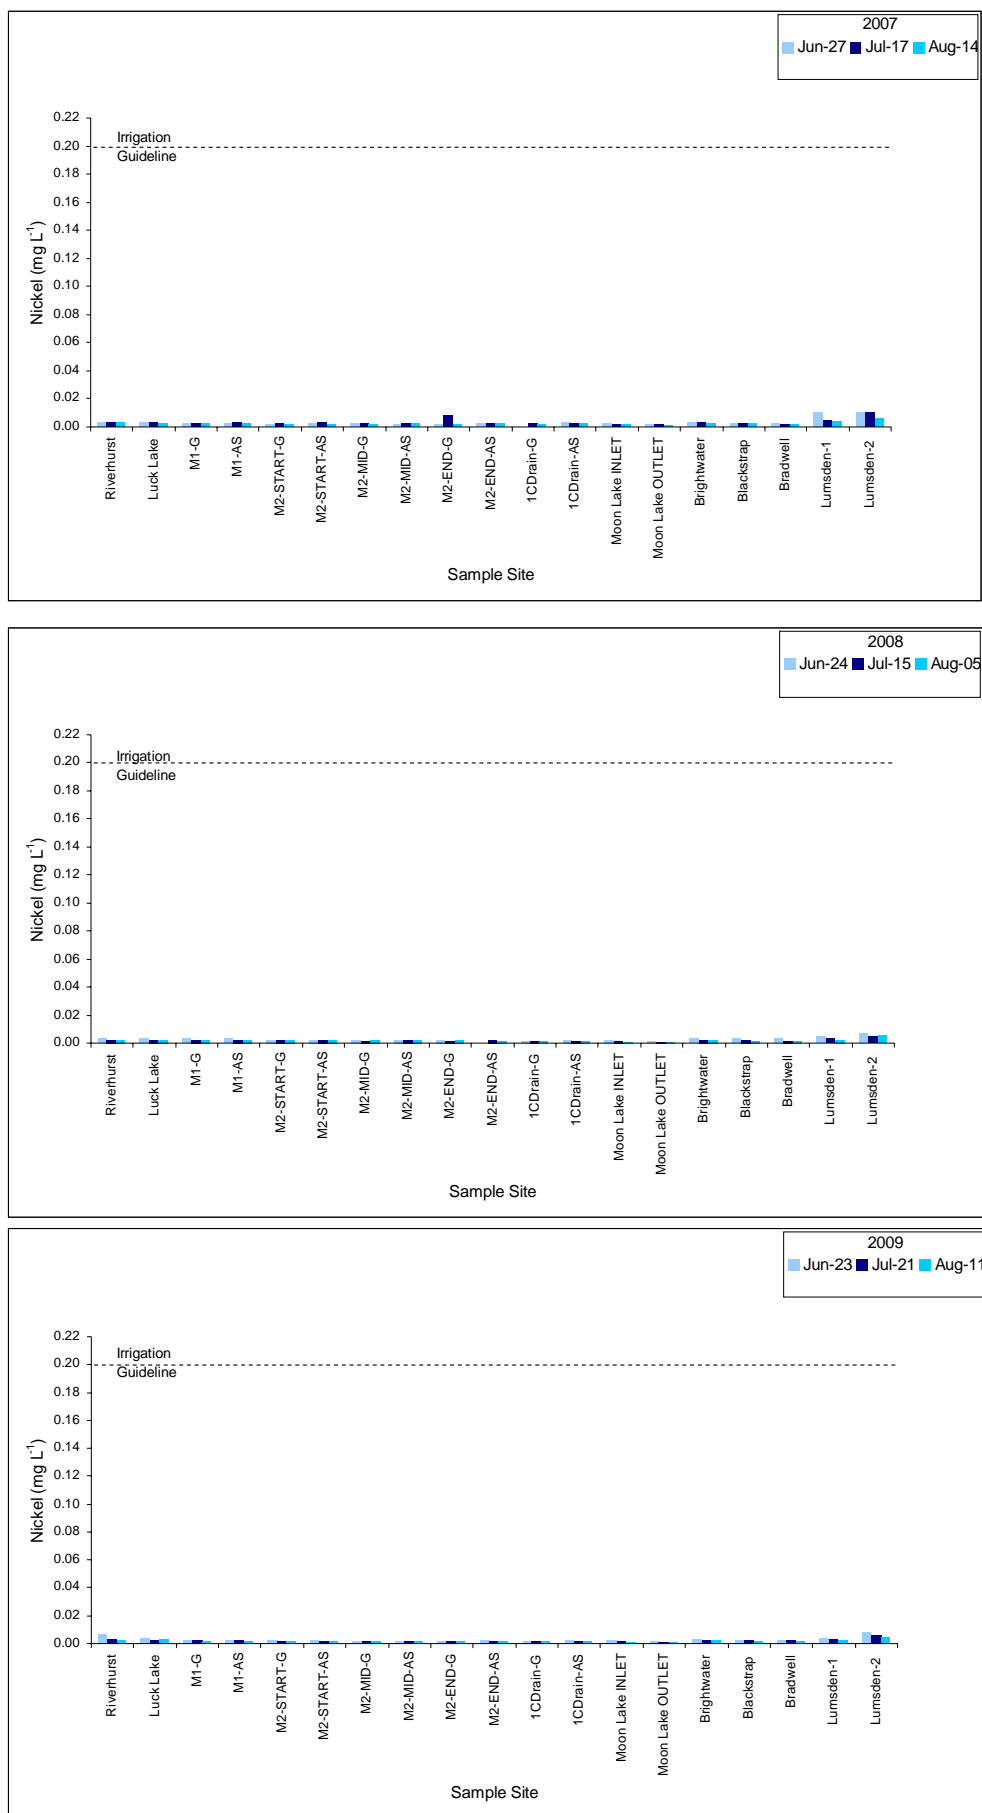 2007
Jun-27 Jul-17 Aug-14
0.22
0.20
0.18
0.16
0.14
0.12
0.10
0.08
0.06
0.04
0.02
0.00
Nickel (mg L-1)
Irrigation
Guideline
Riverhurst
Luck Lake
M1-G
M1-AS
M2-START-G
M2-START-AS
M2-MID-G
M2-MID-AS
M2-END-G
M2-END-AS
1CDrain-G
1CDrain-AS
Moon Lake INLET
Moon Lake OUTLET
Brightwater
Blackstrap
Bradwell
Lumsden-1
Lumsden-2
Sample Site
2008
Jun-24 Jul-15 Aug-05
0.22
0.20
0.18
0.16
0.14
0.12
0.10
0.08
0.06
0.04
0.02
0.00
Nickel (mg L-1)
Irrigation
Guideline
Riverhurst
Luck Lake
M1-G
M1-AS
M2-START-G
M2-START-AS
M2-MID-G
M2-MID-AS
M2-END-G
M2-END-AS
1CDrain-G
1CDrain-AS
Moon Lake INLET
Moon Lake OUTLET
Brightwater
Blackstrap
Bradwell
Lumsden-1
Lumsden-2
Sample Site
2009
Jun-23 Jul-21 Aug-11
0.22
0.20
0.18
0.16
0.14
0.12
0.10
0.08
0.06
0.04
0.02
0.00
Nickel (mg L-1)
Irrigation
Guideline
Riverhurst
Luck Lake
M1-G
M1-AS
M2-START-G
M2-START-AS
M2-MID-G
M2-MID-AS
M2-END-G
M2-END-AS
1CDrain-G
1CDrain-AS
Moon Lake INLET
Moon Lake OUTLET
Brightwater
Blackstrap
Bradwell
Lumsden-1
Lumsden-2
Sample Site